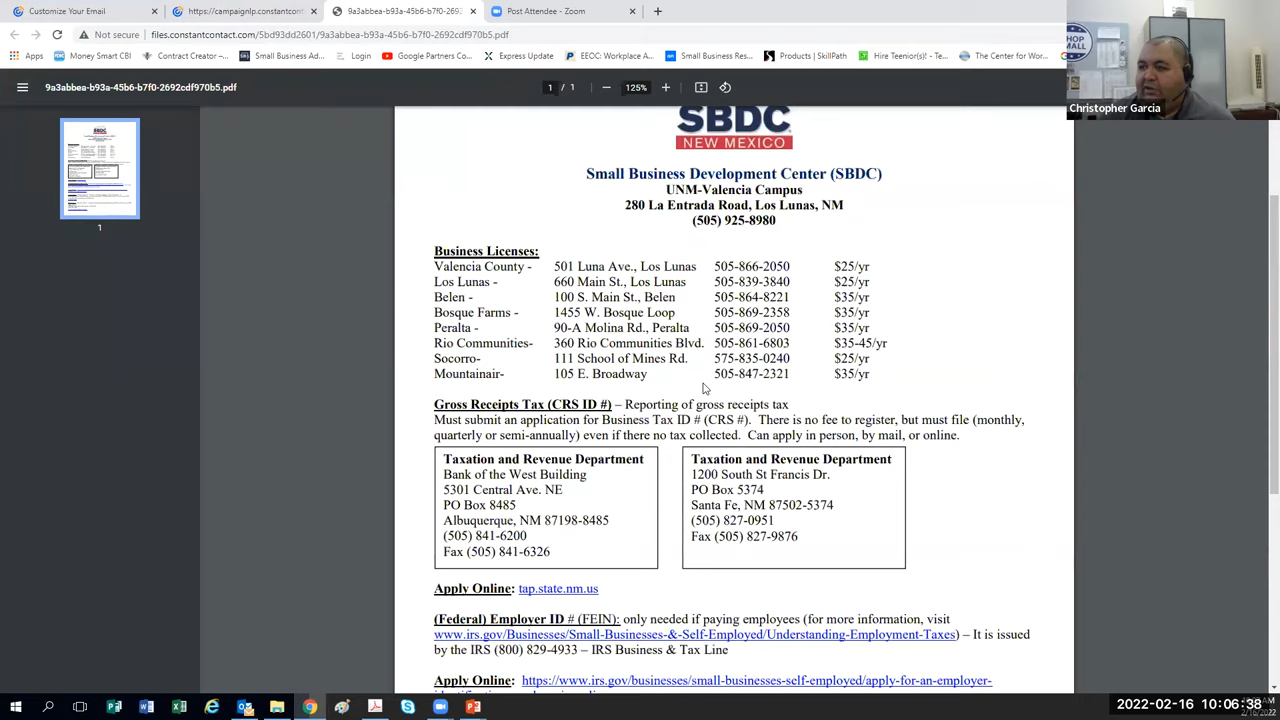 Customize Your Email
https://campaignlp.constantcont
9a3abbea-b93a-45b6-b7f0-2692
Post Attendee - Zoom
Not secure | files.constantcontact.com/5bd93dd2601/9a3abbea-b93a-45b6-b7f0-2692cdf970b5.pdf
Apps
Money Smart CBI
Contract Creator –...
Small Business Ad...
Log in
Google Partners Co...
Express Update
EEOC: Workplace A...
Small Business Res...
Products | SkillPath
Hire Teenior(s)! - Te...
The Center for Wor...
9a3abbea-b93a-45b6-b7f0-2692cdf970b5.pdf
1 / 1
125%
HOP
MALL
Christopher Garcia
1
SBDC
NEW MEXICO
Small Business Development Center (SBDC)
UNM-Valencia Campus
280 La Entrada Road, Los Lunas, NM
(505) 925-8980
Business Licenses:
Valencia County - 501 Luna Ave., Los Lunas 505-866-2050 $25/yr
Los Lunas - 660 Main St., Los Lunas 505-839-3840 $25/yr
Belen - 100 S. Main St., Belen 505-864-8221 $35/yr
Bosque Farms - 1455 W. Bosque Loop 505-869-2358 $35/yr
Peralta - 90-A Molina Rd., Peralta 505-869-2050 $35/yr
Rio Communities- 360 Rio Communities Blvd. 505-861-6803 $35-45/yr
Socorro- 111 School of Mines Rd. 575-835-0240 $25/yr
Mountainair- 105 E. Broadway 505-847-2321 $35/yr
Gross Receipts Tax (CRS ID #) – Reporting of gross receipts tax
Must submit an application for Business Tax ID # (CRS #). There is no fee to register, but must file (monthly,
quarterly or semi-annually) even if there no tax collected. Can apply in person, by mail, or online.
Taxation and Revenue Department
Bank of the West Building
5301 Central Ave. NE
PO Box 8485
Albuquerque, NM 87198-8485
(505) 841-6200
Fax (505) 841-6326
Taxation and Revenue Department
1200 South St Francis Dr.
PO Box 5374
Santa Fe, NM 87502-5374
(505) 827-0951
Fax (505) 827-9876
Apply Online: tap.state.nm.us
(Federal) Employer ID # (FEIN): only needed if paying employees (for more information, visit
www.irs.gov/Businesses/Small-Businesses-&-Self-Employed/Understanding-Employment-Taxes) – It is issued
by the IRS (800) 829-4933 – IRS Business & Tax Line
Apply Online: https://www.irs.gov/businesses/small-businesses-self-employed/apply-for-an-employer-
2022-02-16 10:06:38